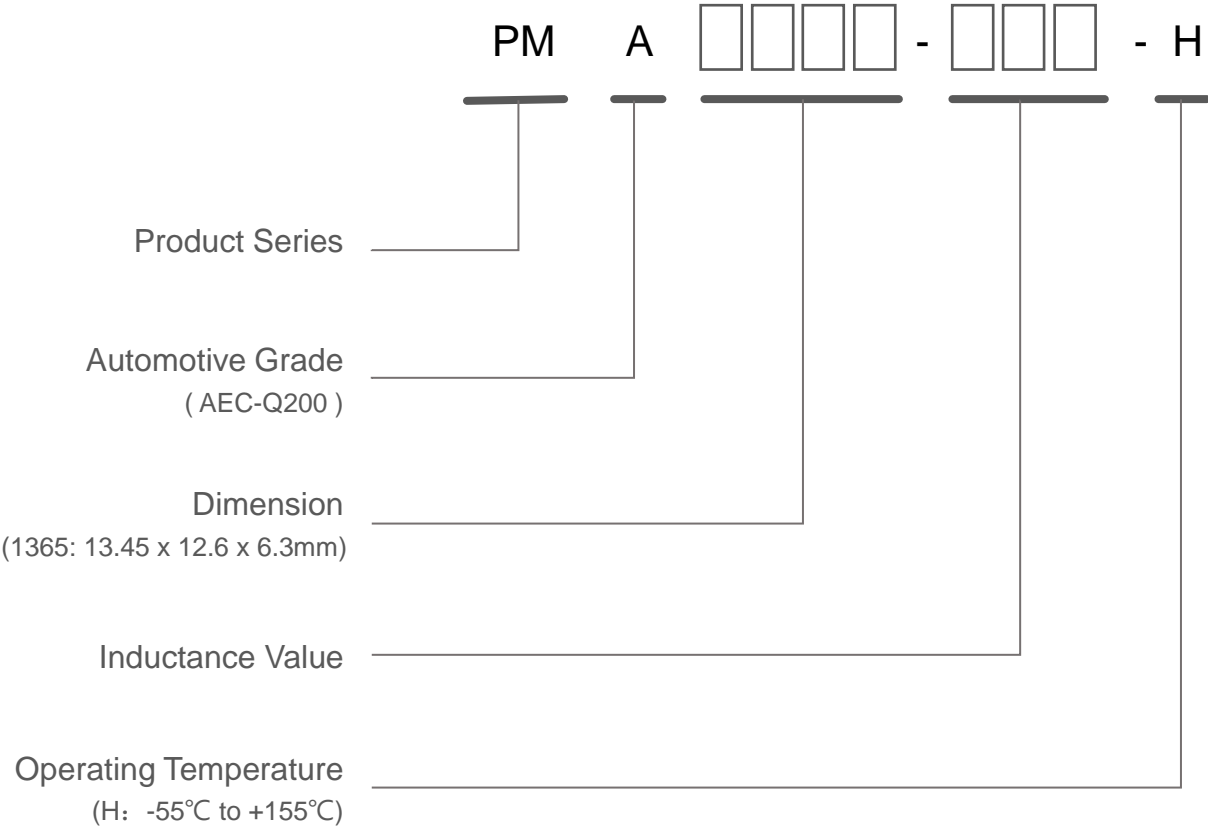 PM A □□□□ - □□□ - H
Product Series
Automotive Grade
( AEC-Q200 )
Dimension
(1365: 13.45 x 12.6 x 6.3mm)
Inductance Value
Operating Temperature
(H：-55℃ to +155℃)